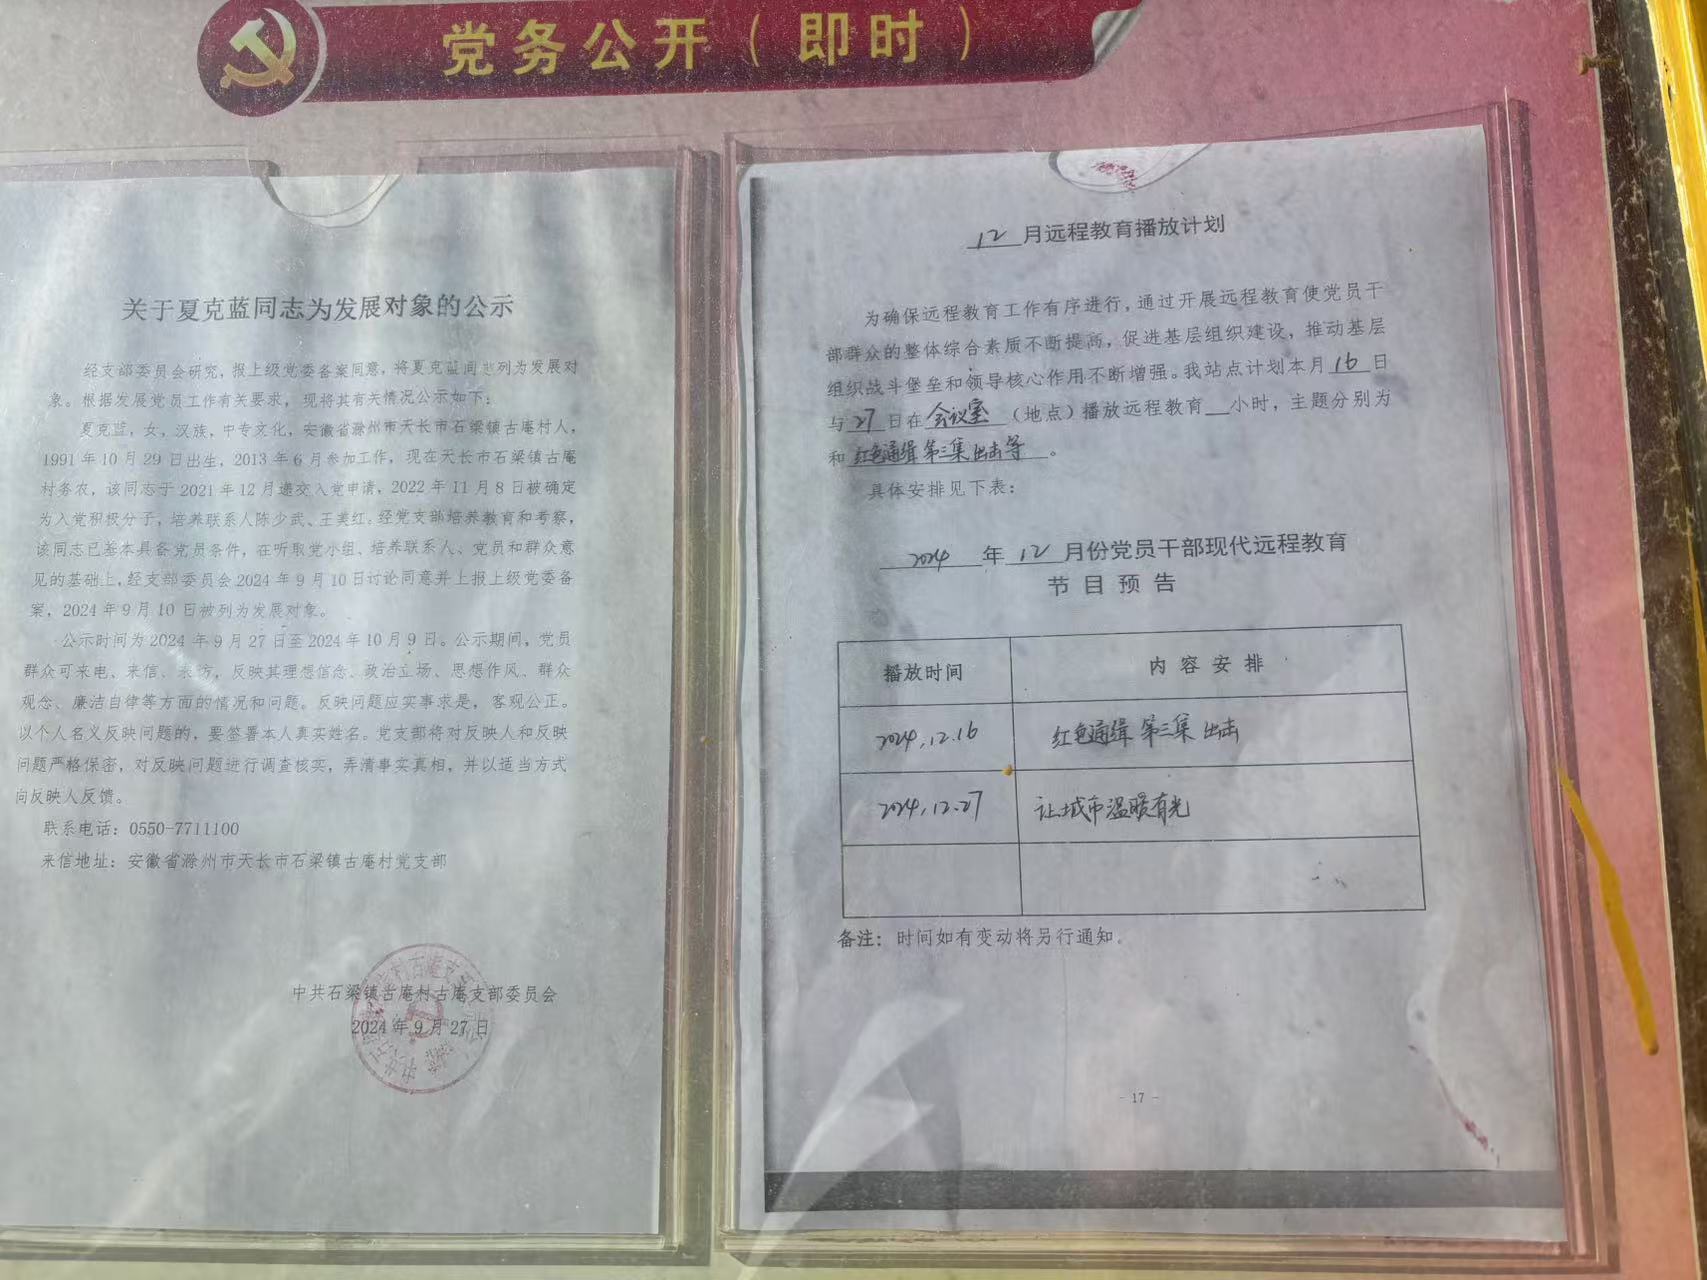 党务公开（即时）
关于夏克蓝同志为发展对象的公示
经支部委员会研究，报上级党委备案同意，将夏克蓝同志列为发展对
象。根据发展党员工作有关要求，现将其有关情况公示如下：
夏克蓝，女，汉族，中专文化，安徽省滁州市天长市石梁镇古庵村人，
1991年10月29日出生，2013年6月参加工作，现在天长市石梁镇古庵
村务农，该同志于2021年12月递交入党申请，2022年11月8日被确定
为入党积极分子，培养联系人陈少武、王美红。经党支部培养教育和考察，
该同志已基本具备党员条件，在听取党小组、培养联系人、党员和群众意
见的基础上，经支部委员会2024年9月10日讨论同意并上报上级党委备
案，2024年9月10日被列为发展对象。
公示时间为2024年9月27日至2024年10月9日。公示期间，党员
群众可来电、来信、来访，反映其理想信念、政治立场、思想作风、群众
观念、廉洁自律等方面的情况和问题。反映问题应实事求是，客观公正。
以个人名义反映问题的，要签署本人真实姓名。党支部将对反映人和反映
问题严格保密，对反映问题进行调查核实，弄清事实真相，并以适当方式
向反映人反馈。
联系电话：0550-7711100
来信地址：安徽省滁州市天长市石梁镇古庵村党支部
中共石梁镇古庵村古庵支部委员会
2024年9月27日
12月远程教育播放计划
为确保远程教育工作有序进行，通过开展远程教育使党员干
部群众的整体综合素质不断提高，促进基层组织建设，推动基层
组织战斗堡垒和领导核心作用不断增强。我站点计划本月16日
与27日在会议室（地点）播放远程教育__小时，主题分别为
和红色通缉 第三集 出击等。
具体安排见下表：
2024年12月份党员干部现代远程教育
节目预告
播放时间 内容安排
2024.12.16 红色通缉 第三集 出击
2024.12.27 让城市温暖有光
备注：时间如有变动将另行通知。
- 17 -